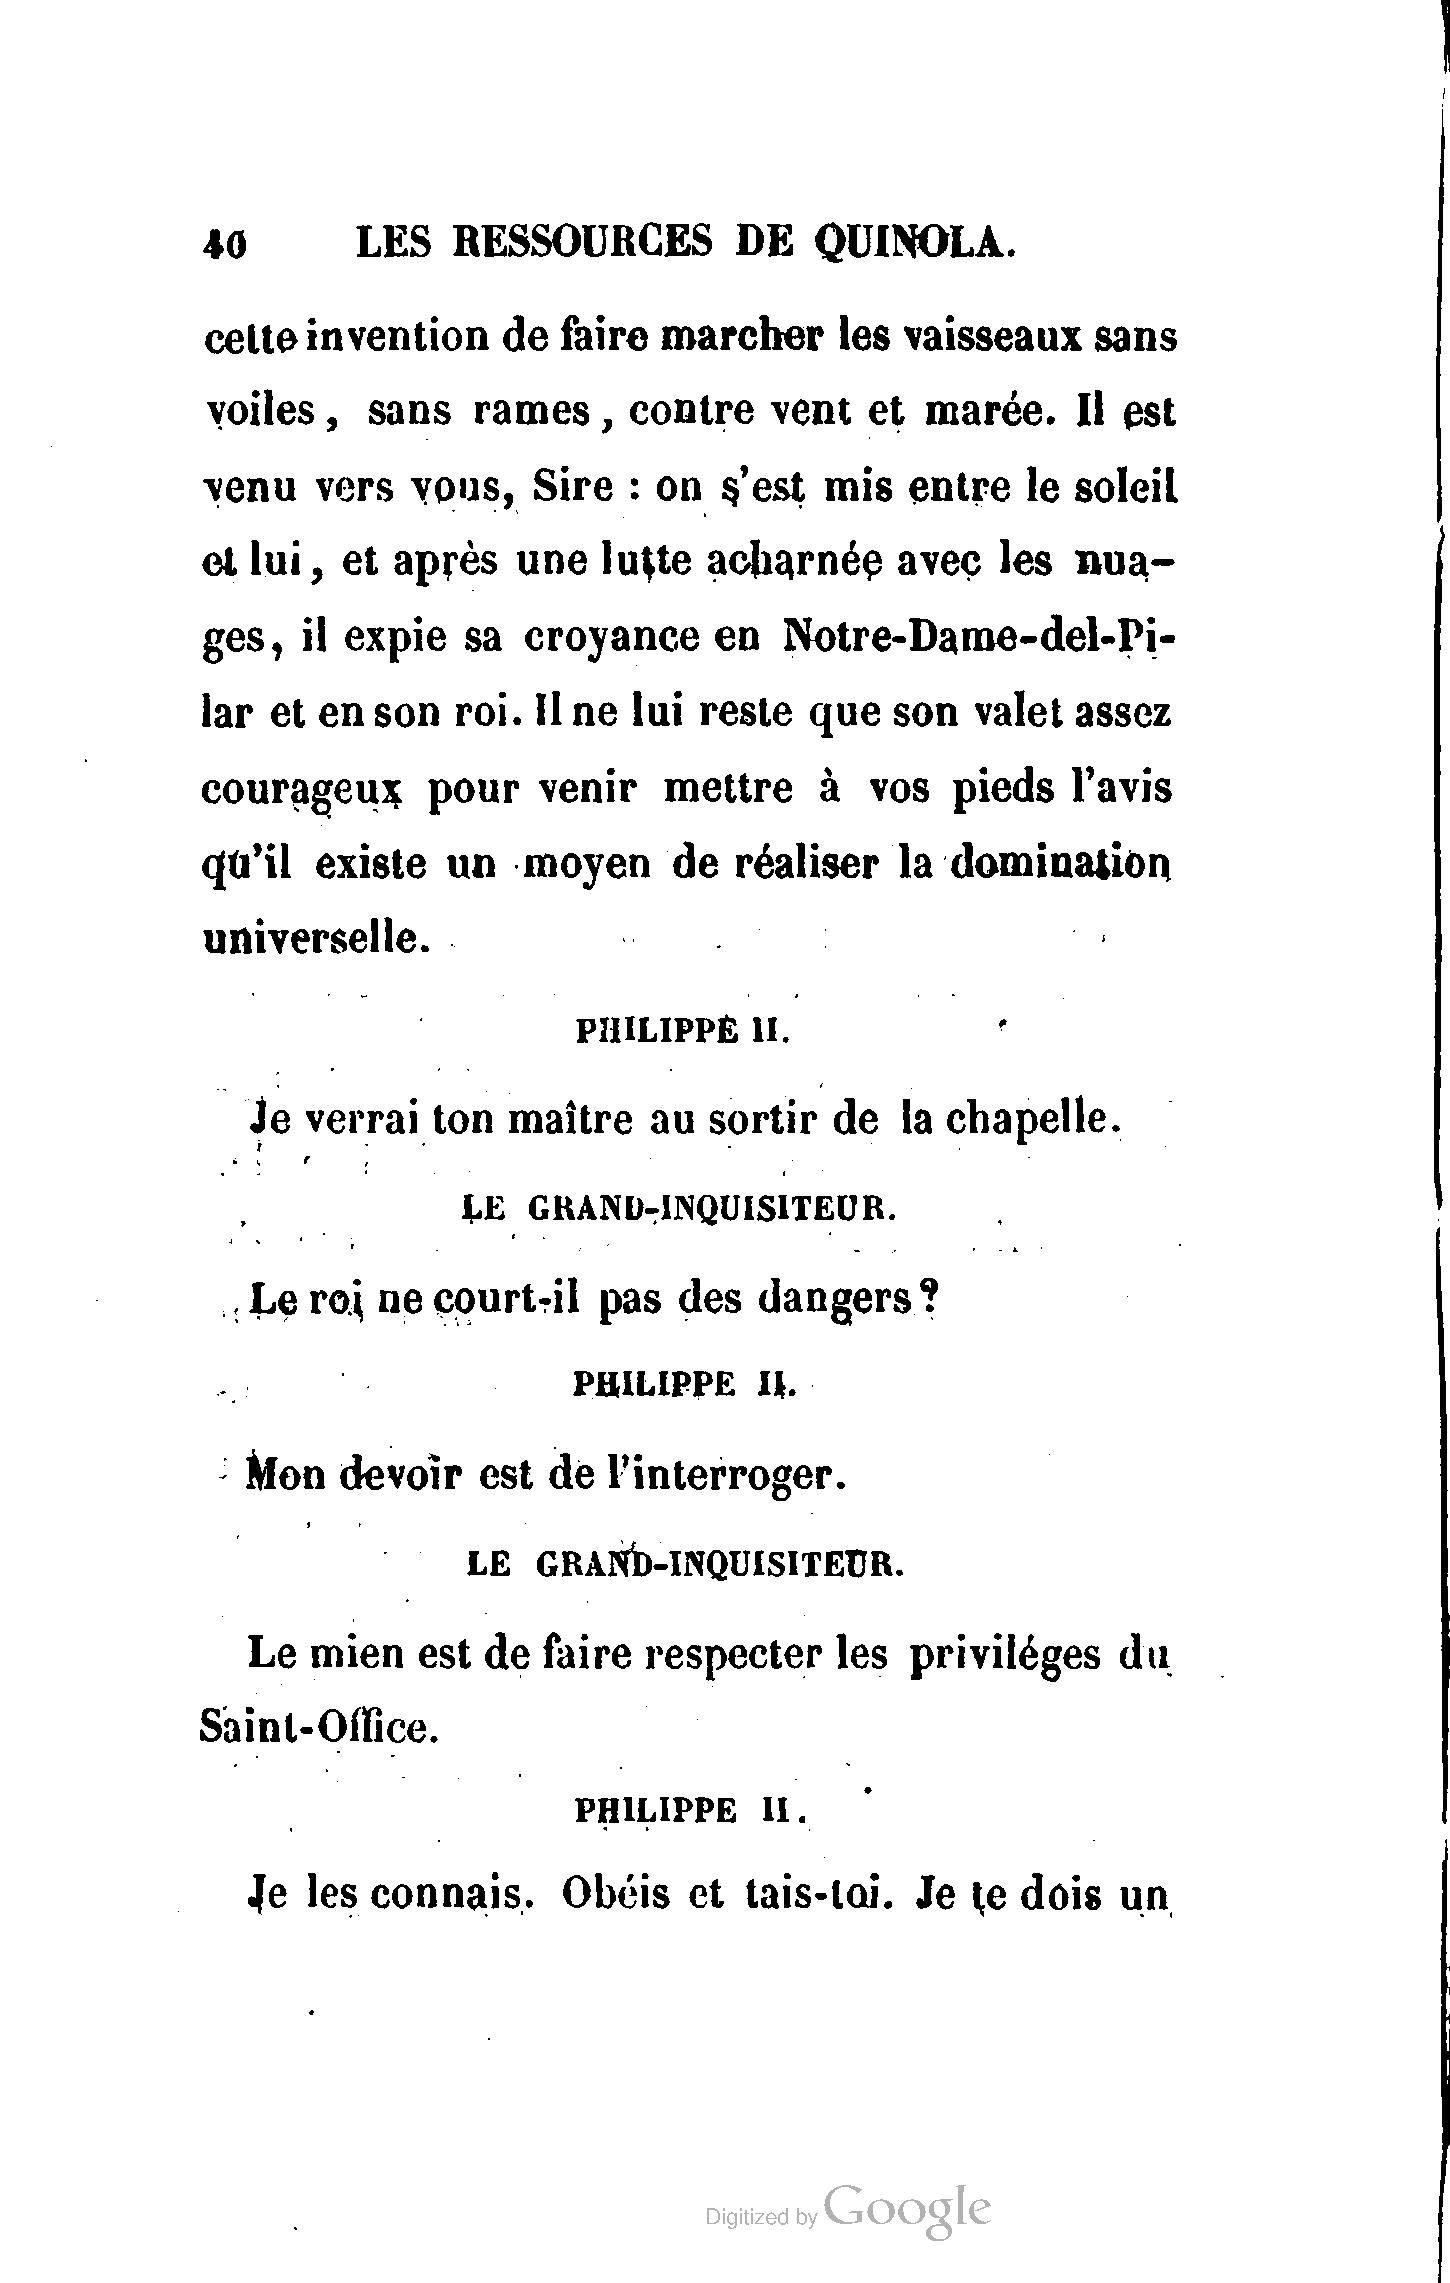 40 LES RESSOURCES DE QUINOLA.
cette invention de faire marcher les vaisseaux sans
voiles, sans rames, contre vent et marée. Il est
venu vers vous, Sire : on s'est mis entre le soleil
et lui, et après une lutte acharnée avec les nua-
ges, il expie sa croyance en Notre-Dame-del-Pi-
lar et en son roi. Il ne lui reste que son valet assez
courageux pour venir mettre à vos pieds l'avis
qu'il existe un moyen de réaliser la domination
universelle.
PHILIPPE II.
Je verrai ton maître au sortir de la chapelle.
LE GRAND-INQUISITEUR.
Le roi ne court-il pas des dangers?
PHILIPPE II.
Mon devoir est de l'interroger.
LE GRAND-INQUISITEUR.
Le mien est de faire respecter les priviléges du
Saint-Office.
PHILIPPE II.
Je les connais. Obéis et tais-toi. Je te dois un
Digitized by Google